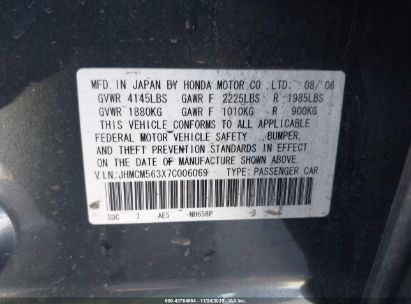 MFD. IN JAPAN BY HONDA MOTOR CO.,LTD. 08/06
GVWR 4145LBS GAWR F 2225LBS R 1985LBS
GVWR 1880KG GAWR F 1010KG R 900KG
THIS VEHICLE CONFORMS TO ALL APPLICABLE
FEDERAL MOTOR VEHICLE SAFETY, BUMPER,
AND THEFT PREVENTION STANDARDS IN EFFECT
ON THE DATE OF MANUFACTURE SHOWN ABOVE.
V.I.N:JHMCM563X7C006069 TYPE: PASSENGER CAR
SDC 7 AE5 NH658P